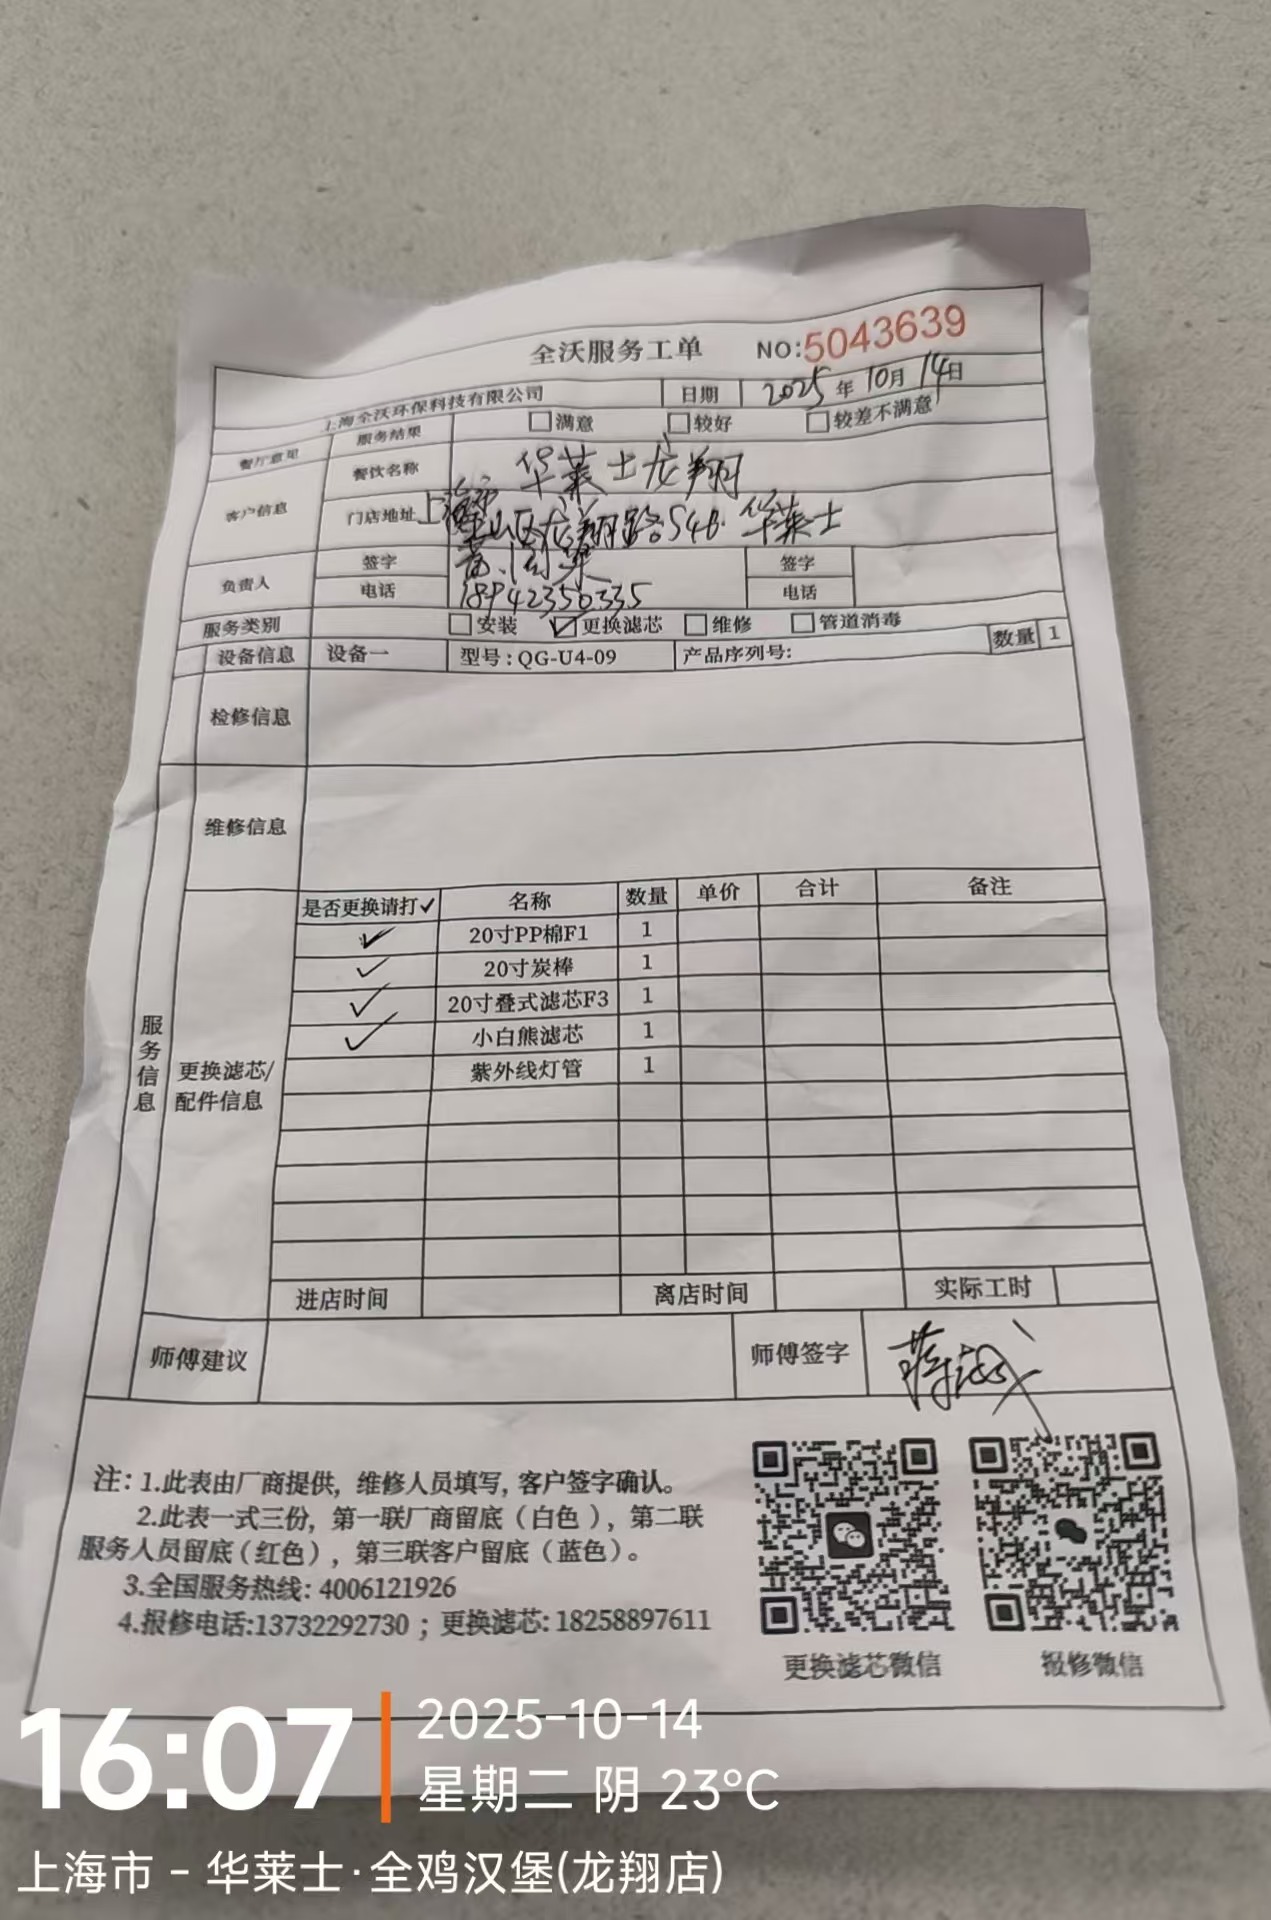 全沃服务工单 NO:5043639
上海全沃环保科技有限公司 日期 2025年10月14日
餐厅意见 服务结果 □满意 □较好 □较差不满意
客户信息 餐饮名称 华莱士龙翔
门店地址 上海市
宝山区龙翔路548 华莱士
负责人 签字 签字
电话 18942350335 电话
服务类别 □安装 ☑更换滤芯 □维修 □管道消毒
设备信息 设备一 型号:QG-U4-09 产品序列号: 数量 1
检修信息
维修信息
服务信息
更换滤芯/
配件信息
是否更换请打✓ 名称 数量 单价 合计 备注
✓ 20寸PP棉F1 1
✓ 20寸炭棒 1
✓ 20寸叠式滤芯F3 1
✓ 小白熊滤芯 1
紫外线灯管 1
进店时间 离店时间 实际工时
师傅建议 师傅签字
注: 1.此表由厂商提供, 维修人员填写, 客户签字确认。
2.此表一式三份, 第一联厂商留底（白色）, 第二联
服务人员留底（红色）, 第三联客户留底（蓝色）。
3.全国服务热线: 4006121926
4.报修电话:13732292730 ; 更换滤芯: 18258897611
更换滤芯微信 报修微信
16:07
2025-10-14
星期二 阴 23°C
上海市 - 华莱士·全鸡汉堡(龙翔店)